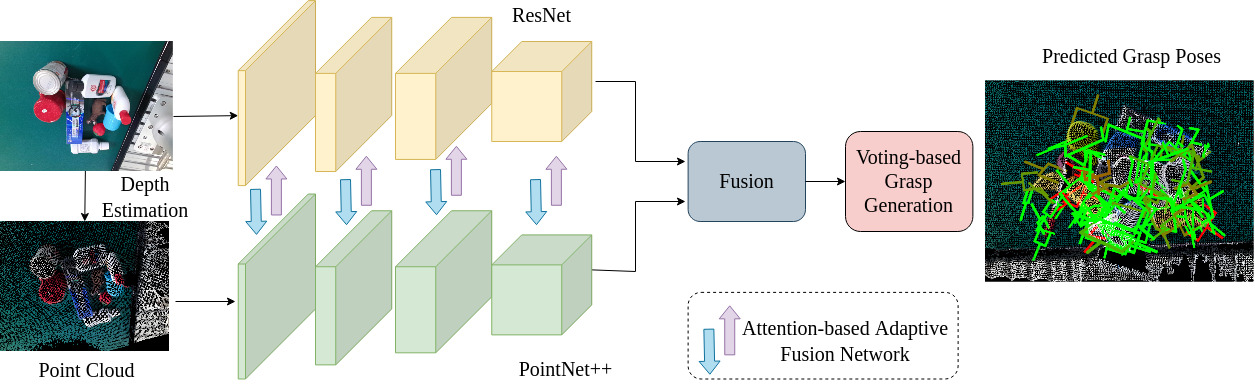 ResNet
Predicted Grasp Poses
Depth
Estimation
Fusion
Voting-based
Grasp
Generation
Point Cloud
PointNet++
Attention-based Adaptive
Fusion Network